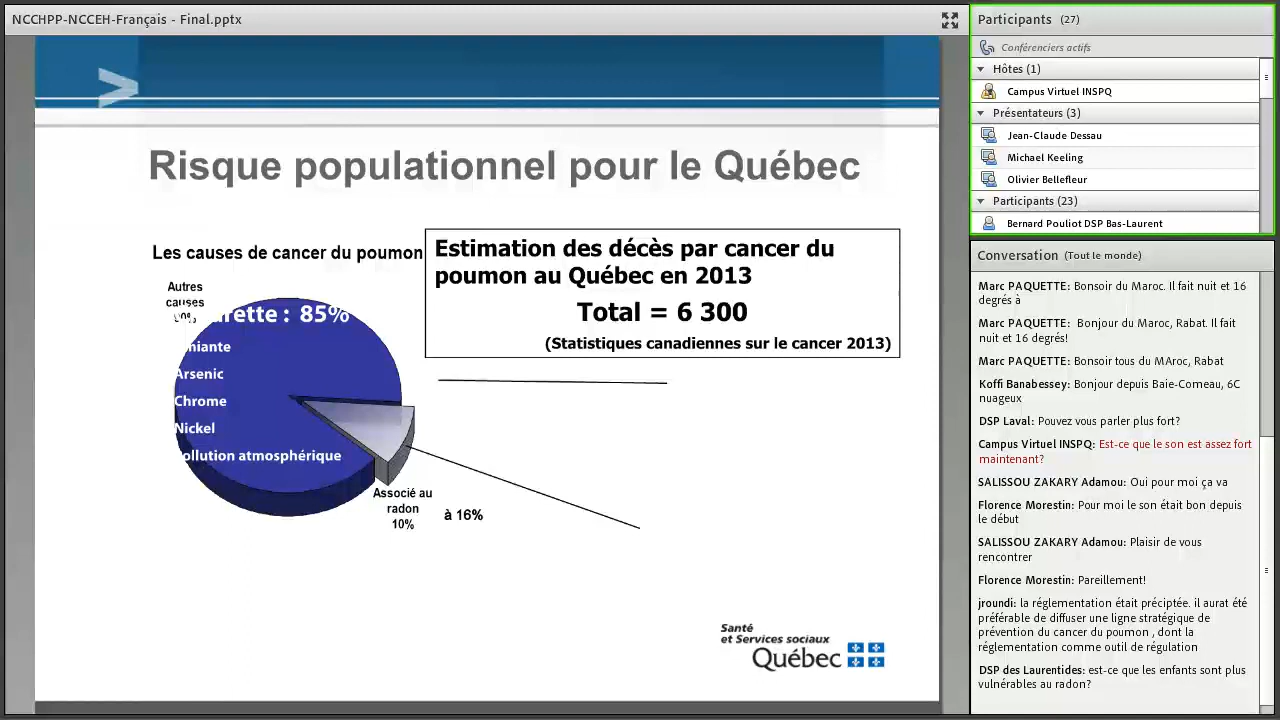 NCCHPP-NCCEH-Français - Final.pptx
Risque populationnel pour le Québec
Les causes de cancer du poumon
Autres
causes
90%
rette : 85%
Arsenic
Chrome
Nickel
ollution atmosphérique
Associé au
radon
10%
à 16%
Estimation des décès par cancer du
poumon au Québec en 2013
Total = 6 300
(Statistiques canadiennes sur le cancer 2013)
Santé
et Services sociaux
Québec
Participants (27)
Conférenciers actifs
Hôtes (1)
Campus Virtuel INSPQ
Présentateurs (3)
Jean-Claude Dessau
Michael Keeling
Olivier Bellefleur
Participants (23)
Bernard Pouliot DSP Bas-Laurent
Conversation (Tout le monde)
Marc PAQUETTE: Bonsoir du Maroc. Il fait nuit et 16
degrés à
Marc PAQUETTE: Bonjour du Maroc, Rabat. Il fait
nuit et 16 degrés!
Marc PAQUETTE: Bonsoir tous du MAroc, Rabat
Koffi Banabessey: Bonjour depuis Baie-Comeau, 6C
nuageux
DSP Laval: Pouvez vous parler plus fort?
Campus Virtuel INSPQ: Est-ce que le son est assez fort
maintenant?
SALISSOU ZAKARY Adamou: Oui pour moi ça va
Florence Morestin: Pour moi le son était bon depuis
le début
SALISSOU ZAKARY Adamou: Plaisir de vous
rencontrer
Florence Morestin: Pareillement!
jroundi: la réglementation était préciptée. il aurat été
préférable de diffuser une ligne stratégique de
prévention du cancer du poumon , dont la
réglementation comme outil de régulation
DSP des Laurentides: est-ce que les enfants sont plus
vulnérables au radon?